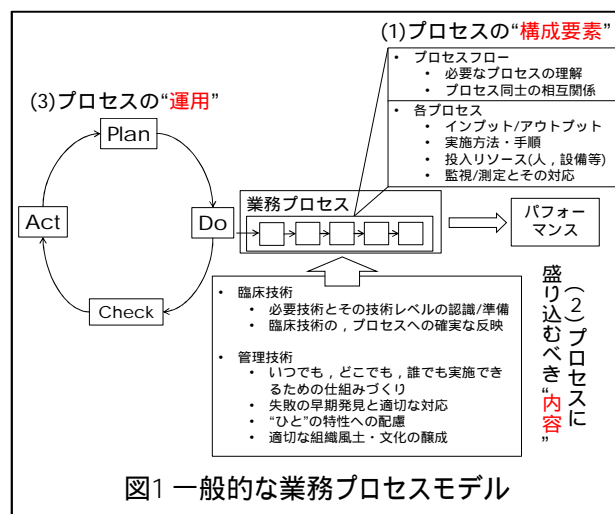 (1)プロセスの“構成要素”
• プロセスフロー
• 必要なプロセスの理解
• プロセス同士の相互関係
• 各プロセス
• インプット/アウトプット
• 実施方法・手順
• 投入リソース(人，設備等)
• 監視/測定とその対応
(3)プロセスの“運用”
Plan
Act
Do
Check
業務プロセス
パフォー
マンス
• 臨床技術
• 必要技術とその技術レベルの認識/準備
• 臨床技術の，プロセスへの確実な反映
• 管理技術
• いつでも，どこでも，誰でも実施でき
るための仕組みづくり
• 失敗の早期発見と適切な対応
• “ひと”の特性への配慮
• 適切な組織風土・文化の醸成
(２)プロセスに
盛り込むべき“内容”
図1 一般的な業務プロセスモデル